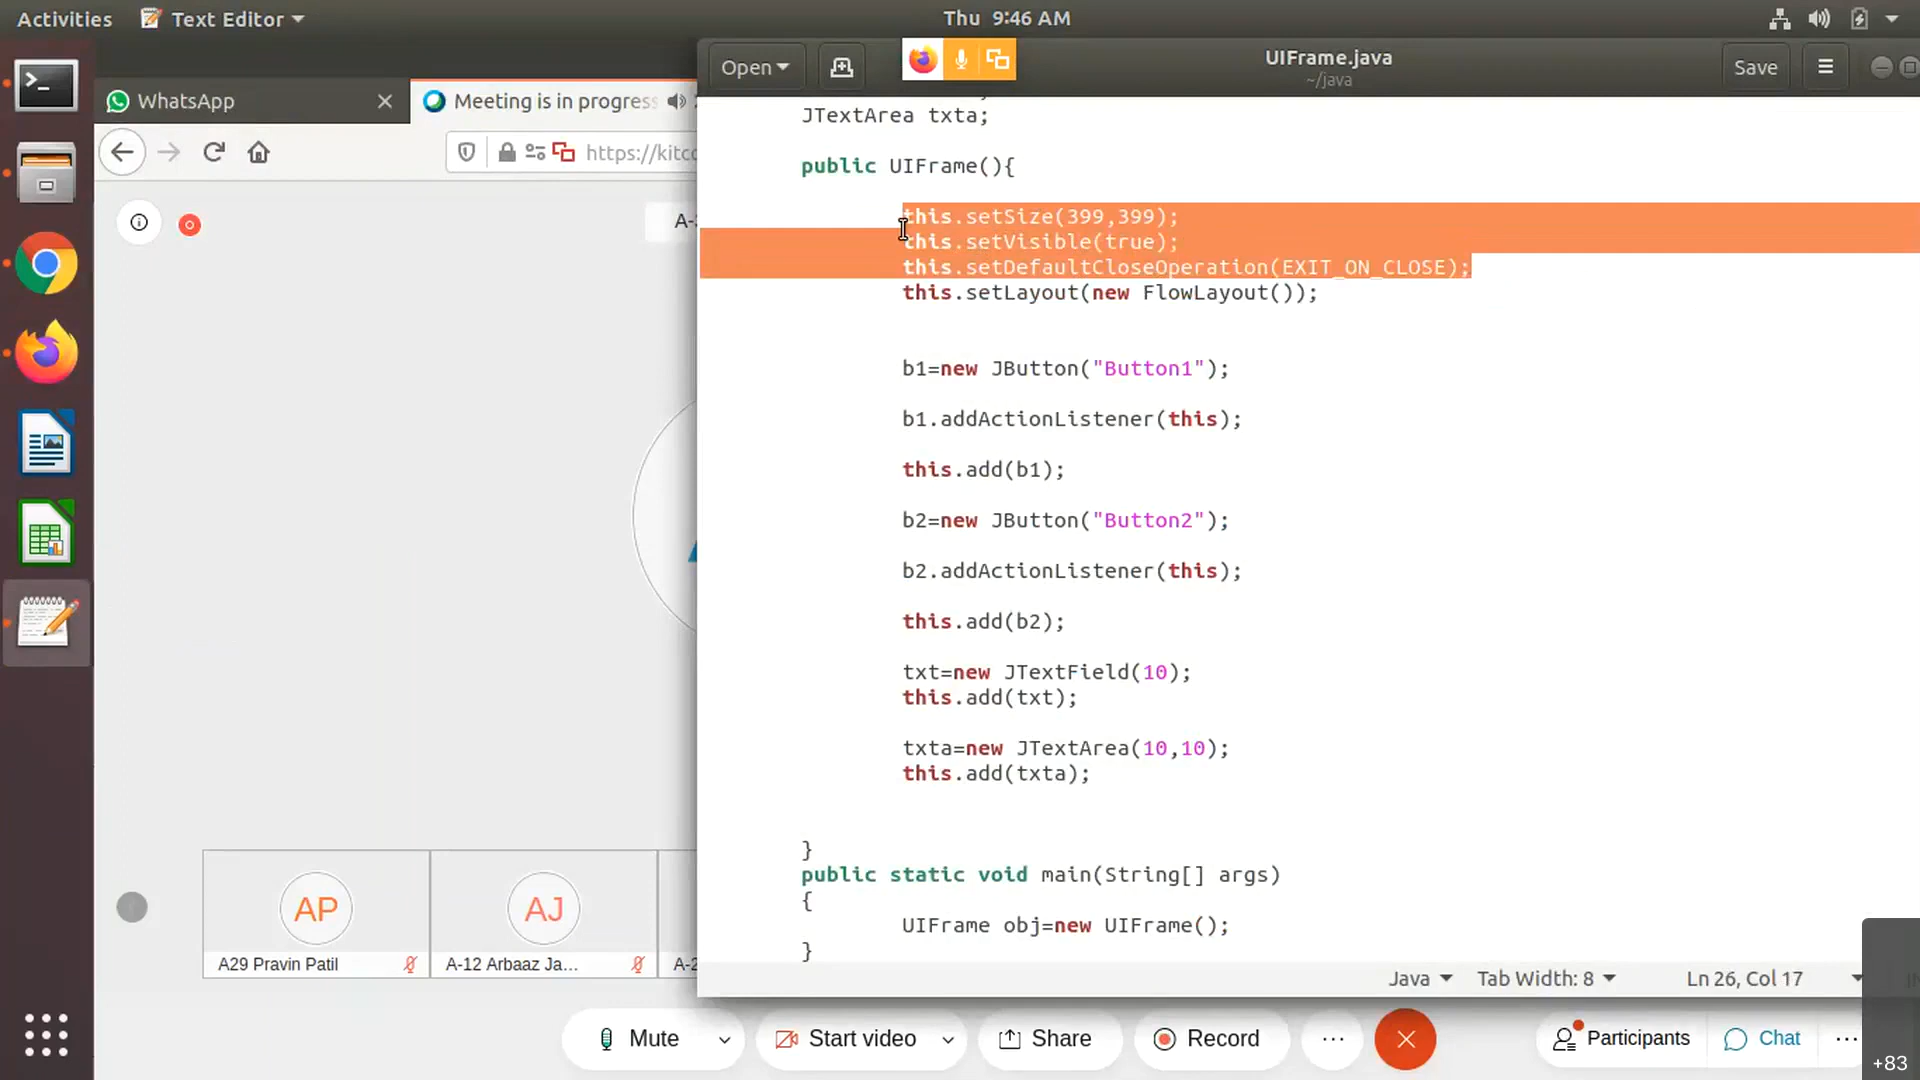 Activities
Text Editor
Thu 9:46 AM
Open
UIFrame.java
~/java
Save
WhatsApp
Meeting is in progress
https://kitco
A-
JTextArea txta;
public UIFrame(){
this.setSize(399,399);
this.setVisible(true);
this.setDefaultCloseOperation(EXIT_ON_CLOSE);
this.setLayout(new FlowLayout());
b1=new JButton("Button1");
b1.addActionListener(this);
this.add(b1);
b2=new JButton("Button2");
b2.addActionListener(this);
this.add(b2);
txt=new JTextField(10);
this.add(txt);
txta=new JTextArea(10,10);
this.add(txta);
}
public static void main(String[] args)
{
UIFrame obj=new UIFrame();
}
AP
AJ
A29 Pravin Patil
A-12 Arbaaz Ja...
A-2
Java
Tab Width: 8
Ln 26, Col 17
Mute
Start video
Share
Record
Participants
Chat
+83